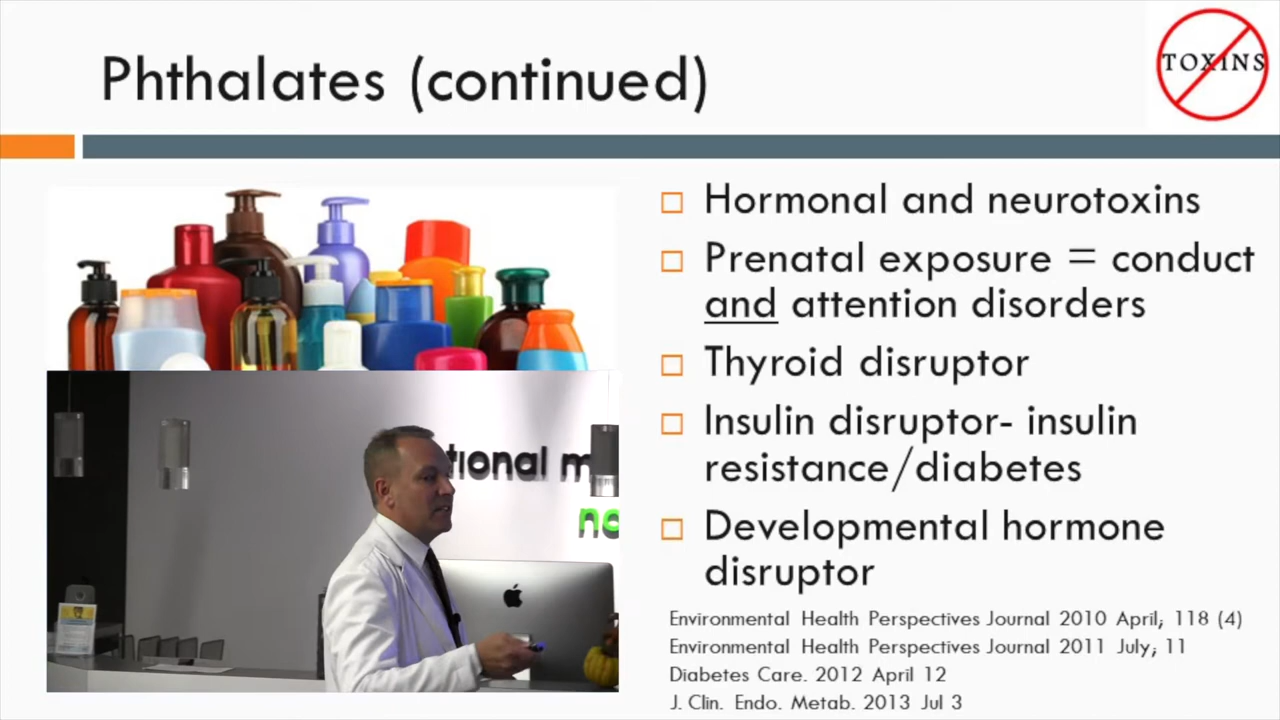 Phthalates (continued)
TOXINS
Hormonal and neurotoxins
Prenatal exposure = conduct
and attention disorders
Thyroid disruptor
Insulin disruptor- insulin
resistance/diabetes
Developmental hormone
disruptor
Environmental Health Perspectives Journal 2010 April; 118 (4)
Environmental Health Perspectives Journal 2011 July; 11
Diabetes Care. 2012 April 12
J. Clin. Endo. Metab. 2013 Jul 3
tional m
no